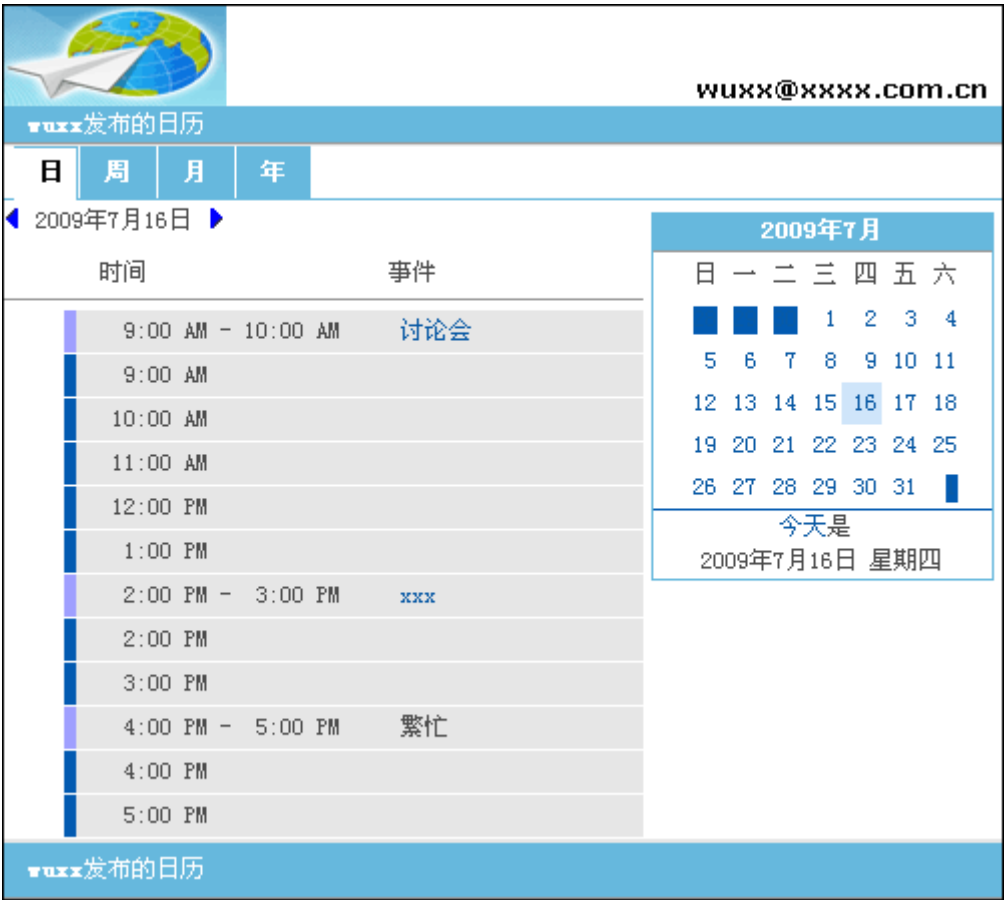 wuxx@xxxx.com.cn
wuxx发布的日历
日 周 月 年
2009年7月16日
时间 事件
9:00 AM - 10:00 AM 讨论会
9:00 AM
10:00 AM
11:00 AM
12:00 PM
1:00 PM
2:00 PM - 3:00 PM xxx
2:00 PM
3:00 PM
4:00 PM - 5:00 PM 繁忙
4:00 PM
5:00 PM
2009年7月
日 一 二 三 四 五 六
1 2 3 4
5 6 7 8 9 10 11
12 13 14 15 16 17 18
19 20 21 22 23 24 25
26 27 28 29 30 31
今天是
2009年7月16日 星期四
wuxx发布的日历